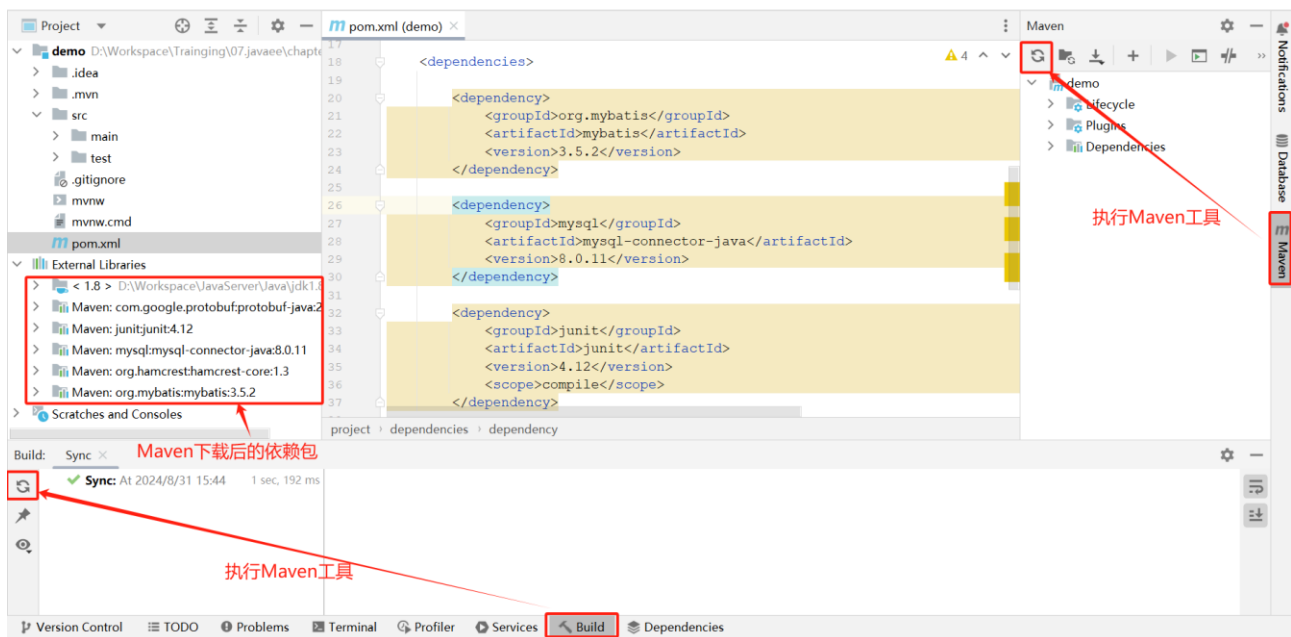 Project
demo D:\Workspace\Trainging\07.javaee\chapte
.idea
.mvn
src
main
test
.gitignore
mvnw
mvnw.cmd
pom.xml
External Libraries
< 1.8 > D:\Workspace\JavaServer\Java\jdk1.8
Maven: com.google.protobuf:protobuf-java:2
Maven: junit:junit:4.12
Maven: mysql:mysql-connector-java:8.0.11
Maven: org.hamcrest:hamcrest-core:1.3
Maven: org.mybatis:mybatis:3.5.2
Scratches and Consoles
Maven下载后的依赖包
pom.xml (demo)
4
17
18 <dependencies>
19
20 <dependency>
21 <groupId>org.mybatis</groupId>
22 <artifactId>mybatis</artifactId>
23 <version>3.5.2</version>
24 </dependency>
25
26 <dependency>
27 <groupId>mysql</groupId>
28 <artifactId>mysql-connector-java</artifactId>
29 <version>8.0.11</version>
30 </dependency>
31
32 <dependency>
33 <groupId>junit</groupId>
34 <artifactId>junit</artifactId>
35 <version>4.12</version>
36 <scope>compile</scope>
37 </dependency>
project › dependencies › dependency
Maven
demo
Lifecycle
Plugins
Dependencies
执行Maven工具
Notifications
Database
Maven
Build: Sync
Sync: At 2024/8/31 15:44 1 sec, 192 ms
执行Maven工具
Version Control TODO Problems Terminal Profiler Services Build Dependencies